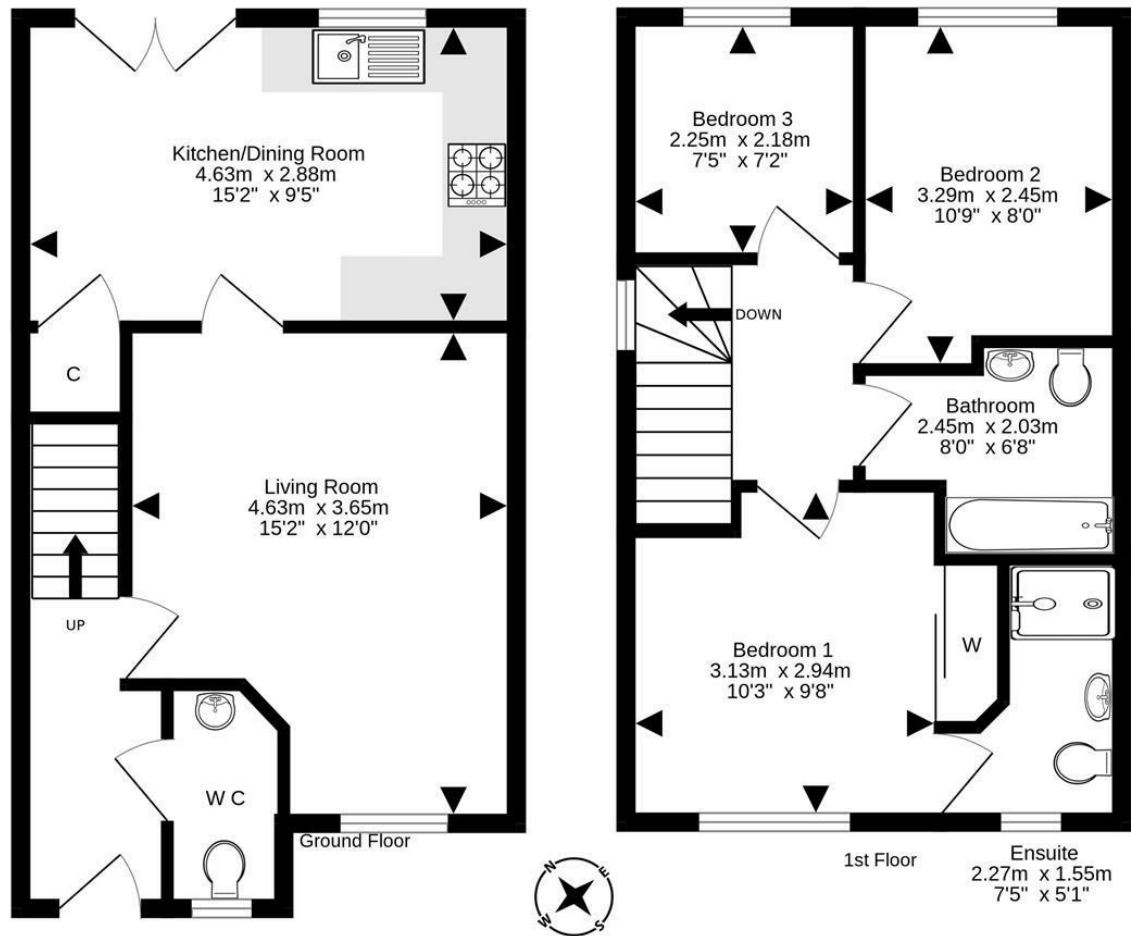 Kitchen/Dining Room
4.63m x 2.88m
15'2" x 9'5"
C
Living Room
4.63m x 3.65m
15'2" x 12'0"
UP
W C
Ground Floor
Bedroom 3
2.25m x 2.18m
7'5" x 7'2"
Bedroom 2
3.29m x 2.45m
10'9" x 8'0"
DOWN
Bathroom
2.45m x 2.03m
8'0" x 6'8"
Bedroom 1
3.13m x 2.94m
10'3" x 9'8"
W
1st Floor
Ensuite
2.27m x 1.55m
7'5" x 5'1"
N
E
W
S